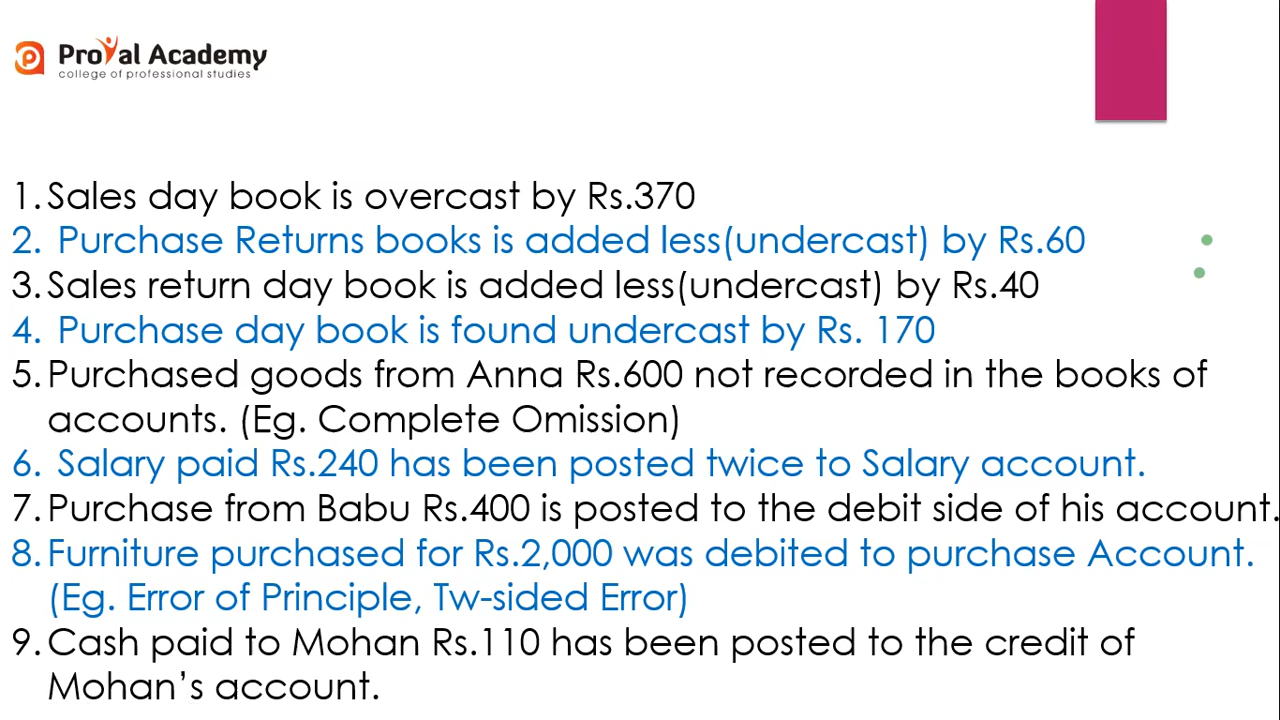 Proval Academy
college of professional studies
1. Sales day book is overcast by Rs.370
2. Purchase Returns books is added less(undercast) by Rs.60
3. Sales return day book is added less(undercast) by Rs.40
4. Purchase day book is found undercast by Rs. 170
5. Purchased goods from Anna Rs.600 not recorded in the books of
accounts. (Eg. Complete Omission)
6. Salary paid Rs.240 has been posted twice to Salary account.
7. Purchase from Babu Rs.400 is posted to the debit side of his account.
8. Furniture purchased for Rs.2,000 was debited to purchase Account.
(Eg. Error of Principle, Tw-sided Error)
9. Cash paid to Mohan Rs.110 has been posted to the credit of
Mohan's account.